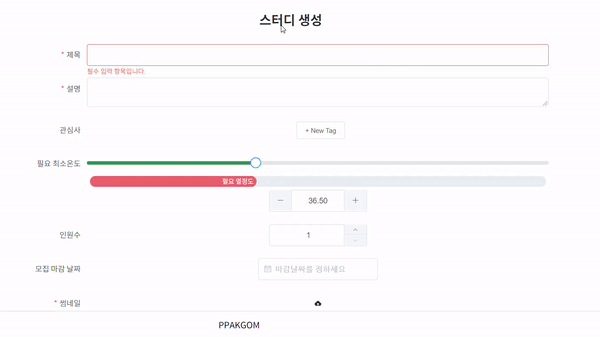 스터디 생성
* 제목
필수 입력 항목입니다.
* 설명
관심사
+ New Tag
필요 최소온도
필요 열정도
36.50
인원수
1
모집 마감 날짜
마감날짜를 정하세요
* 썸네일
PPAKGOM